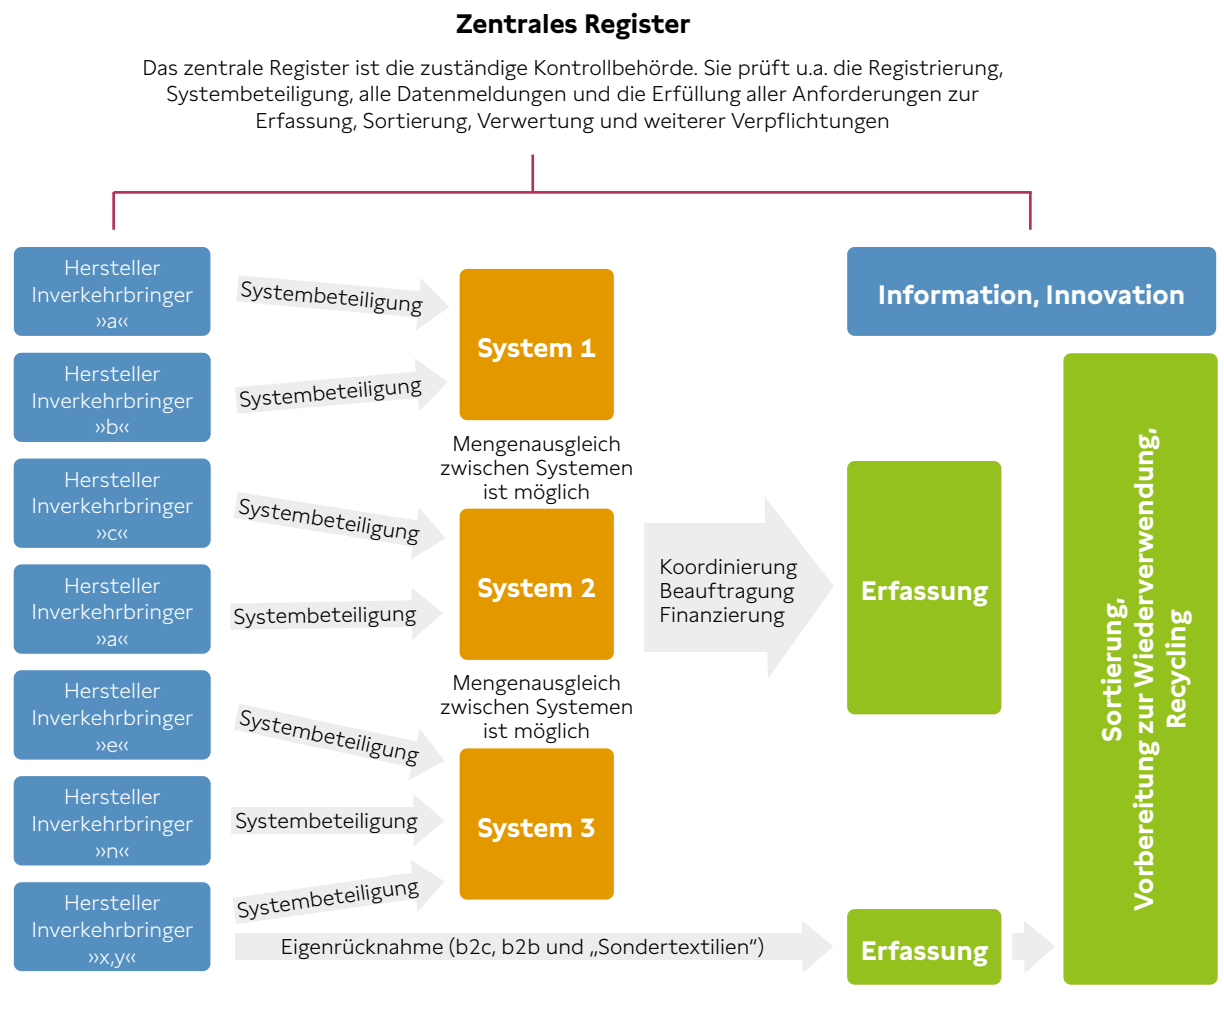 Zentrales Register
Das zentrale Register ist die zuständige Kontrollbehörde. Sie prüft u.a. die Registrierung,
Systembeteiligung, alle Datenmeldungen und die Erfüllung aller Anforderungen zur
Erfassung, Sortierung, Verwertung und weiterer Verpflichtungen
Hersteller
Inverkehrbringer
»a«
Hersteller
Inverkehrbringer
»b«
Hersteller
Inverkehrbringer
»c«
Hersteller
Inverkehrbringer
»a«
Hersteller
Inverkehrbringer
»e«
Hersteller
Inverkehrbringer
»n«
Hersteller
Inverkehrbringer
»x,y«
Systembeteiligung
Systembeteiligung
Systembeteiligung
Systembeteiligung
Systembeteiligung
Systembeteiligung
Systembeteiligung
Eigenrücknahme (b2c, b2b und „Sondertextilien“)
System 1
Mengenausgleich
zwischen Systemen
ist möglich
System 2
Mengenausgleich
zwischen Systemen
ist möglich
System 3
Koordinierung
Beauftragung
Finanzierung
Information, Innovation
Erfassung
Erfassung
Sortierung,
Vorbereitung zur Wiederverwendung,
Recycling